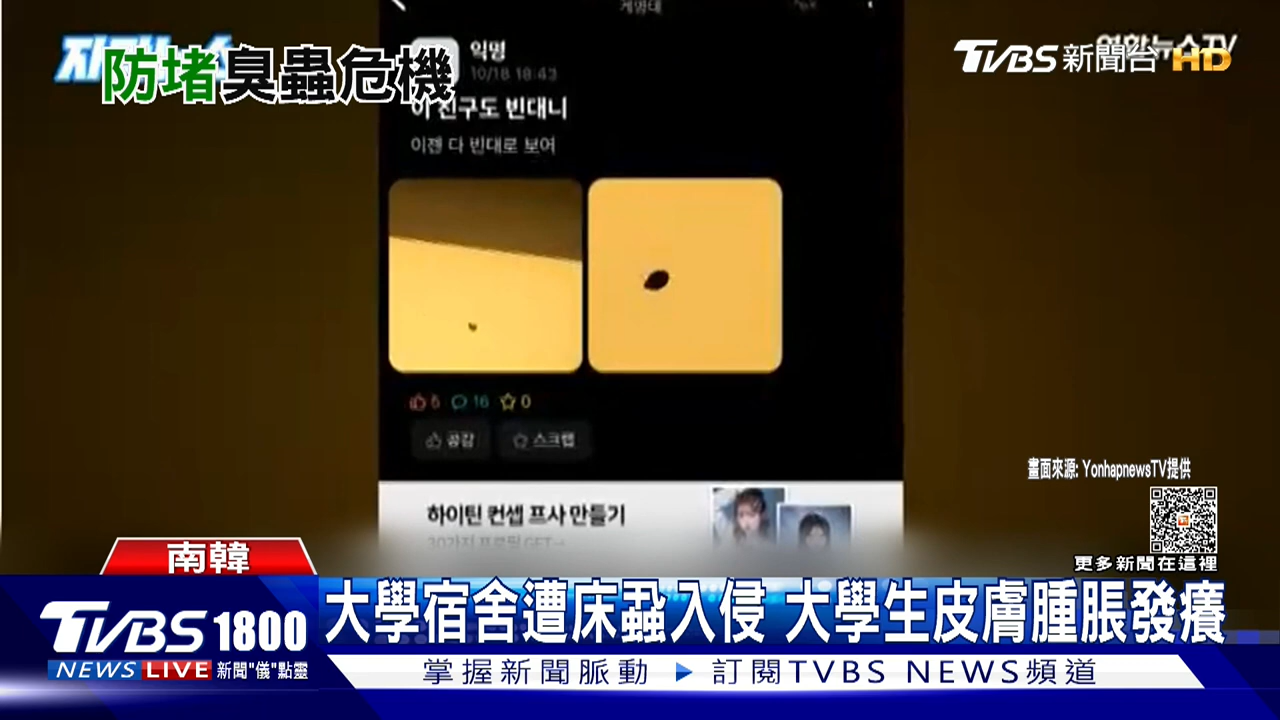 防堵臭蟲危機
TVBS新聞台
HD
익명
10/18 18:43
이 친구도 빈대니
이젠 다 빈대로 보여
6 16 0
공감
스크랩
하이틴 컨셉 프사 만들기
畫面來源: YonhapnewsTV提供
更多新聞在這裡
南韓
大學宿舍遭床蝨入侵 大學生皮膚腫脹發癢
TVBS 1800
NEWS LIVE 新聞"儀"點靈
掌握新聞脈動 訂閱TVBS NEWS頻道